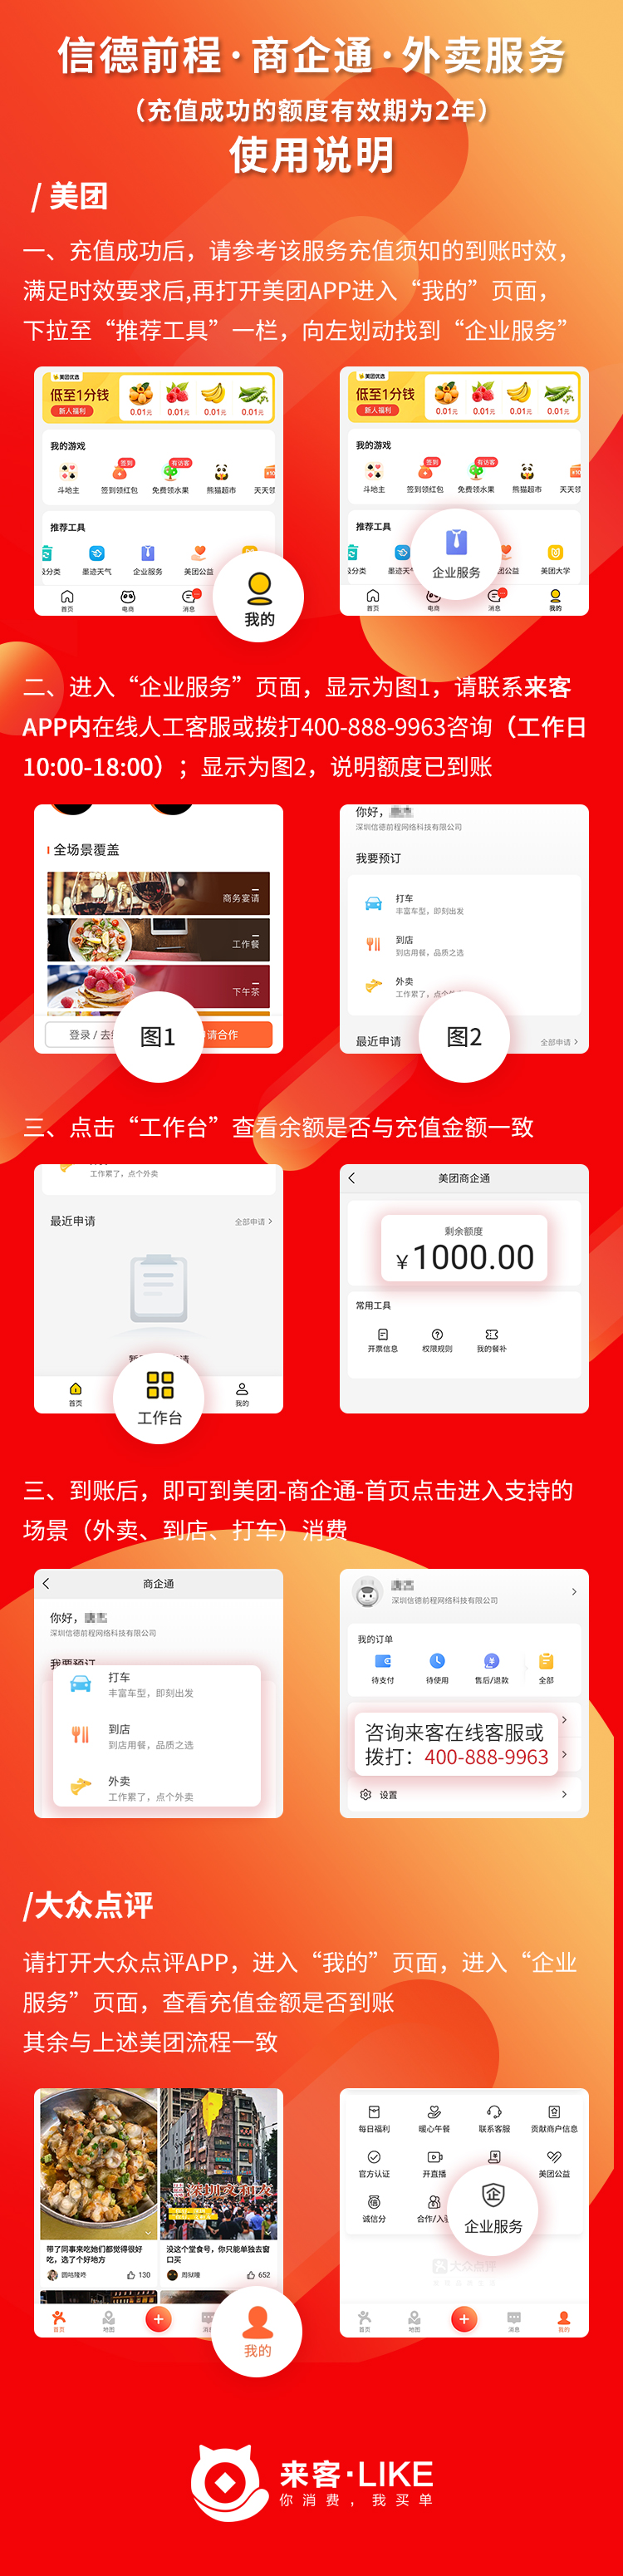 信德前程·商企通·外卖服务
（充值成功的额度有效期为2年）
使用说明
/ 美团
一、充值成功后，请参考该服务充值须知的到账时效，
满足时效要求后,再打开美团APP进入“我的”页面，
下拉至“推荐工具”一栏，向左划动找到“企业服务”
美团优选
低至1分钱
新人福利
0.01元 0.01元 0.01元 0.01元
我的游戏
签到 有访客
斗地主 签到领红包 免费领水果 熊猫超市 天天领
推荐工具
分类 墨迹天气 企业服务 美团公益
首页 电商 消息
我的
美团优选
低至1分钱
新人福利
0.01元 0.01元 0.01元 0.01元
我的游戏
签到 有访客
斗地主 签到领红包 免费领水果 熊猫超市 天天领
推荐工具
分类 墨迹天 企业服务 公益 美团大学
首页 电商 消息 我的
二、进入“企业服务”页面，显示为图1，请联系来客
APP内在线人工客服或拨打400-888-9963咨询（工作日
10:00-18:00）；显示为图2，说明额度已到账
全场景覆盖
商务宴请
工作餐
下午茶
登录 / 去 图1 请合作
你好，
深圳信德前程网络科技有限公司
我要预订
打车
丰富车型，即刻出发
到店
到店用餐，品质之选
外卖
工作累了，点个
最近申请 图2 全部申请 >
三、点击“工作台”查看余额是否与充值金额一致
工作累了，点个外卖
最近申请 全部申请 >
首页 工作台 我的
美团商企通
剩余额度
¥1000.00
常用工具
开票信息 权限规则 我的餐补
三、到账后，即可到美团-商企通-首页点击进入支持的
场景（外卖、到店、打车）消费
商企通
你好，
深圳信德前程网络科技有限公司
我要预订
打车
丰富车型，即刻出发
到店
到店用餐，品质之选
外卖
工作累了，点个外卖
深圳信德前程网络科技有限公司
我的订单
待支付 待使用 售后/退款 全部
咨询来客在线客服或
拨打：400-888-9963
设置
/大众点评
请打开大众点评APP，进入“我的”页面，进入“企业
服务”页面，查看充值金额是否到账
其余与上述美团流程一致
带了同事来吃她们都觉得很好
吃，选了个好地方
130
没这个堂食号，你只能单独去窗
口买
652
首页 地图 + 消
我的
每日福利 暖心午餐 联系客服 贡献商户信息
官方认证 开直播 美团公益
诚信分 合作/入 企业服务
大众点评
首页 地图 + 消息 我的
来客·LIKE
你消费，我买单